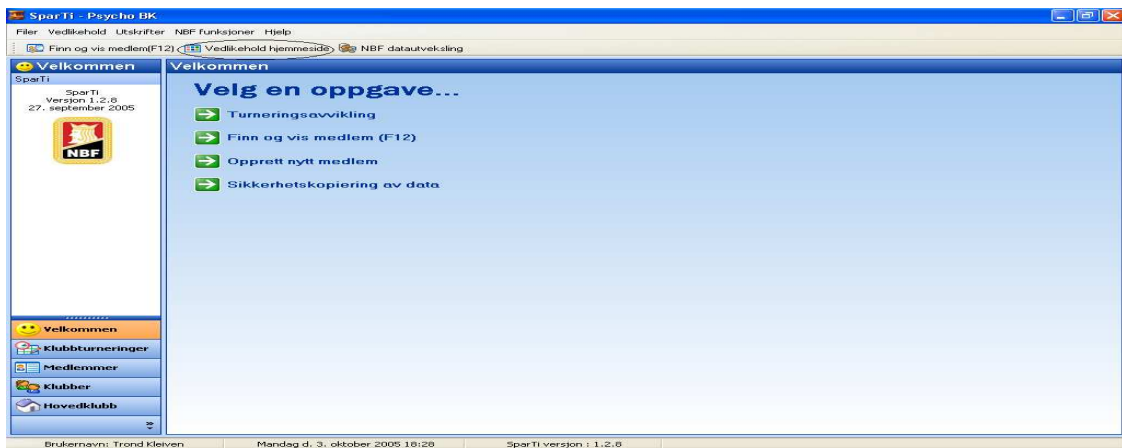 SparTi - Psycho BK
Filer Vedlikehold Utskrifter NBF funksjoner Hjelp
Finn og vis medlem(F12) Vedlikehold hjemmeside NBF datautveksling
Velkommen
SparTi
SparTi
Versjon 1.2.8
27. september 2005
NBF
Velkommen
Velg en oppgave...
Turneringsavvikling
Finn og vis medlem (F12)
Opprett nytt medlem
Sikkerhetskopiering av data
Velkommen
Klubbturneringer
Medlemmer
Klubber
Hovedklubb
Brukernavn: Trond Kleiven Mandag d. 3. oktober 2005 18:28 SparTi versjon : 1.2.8